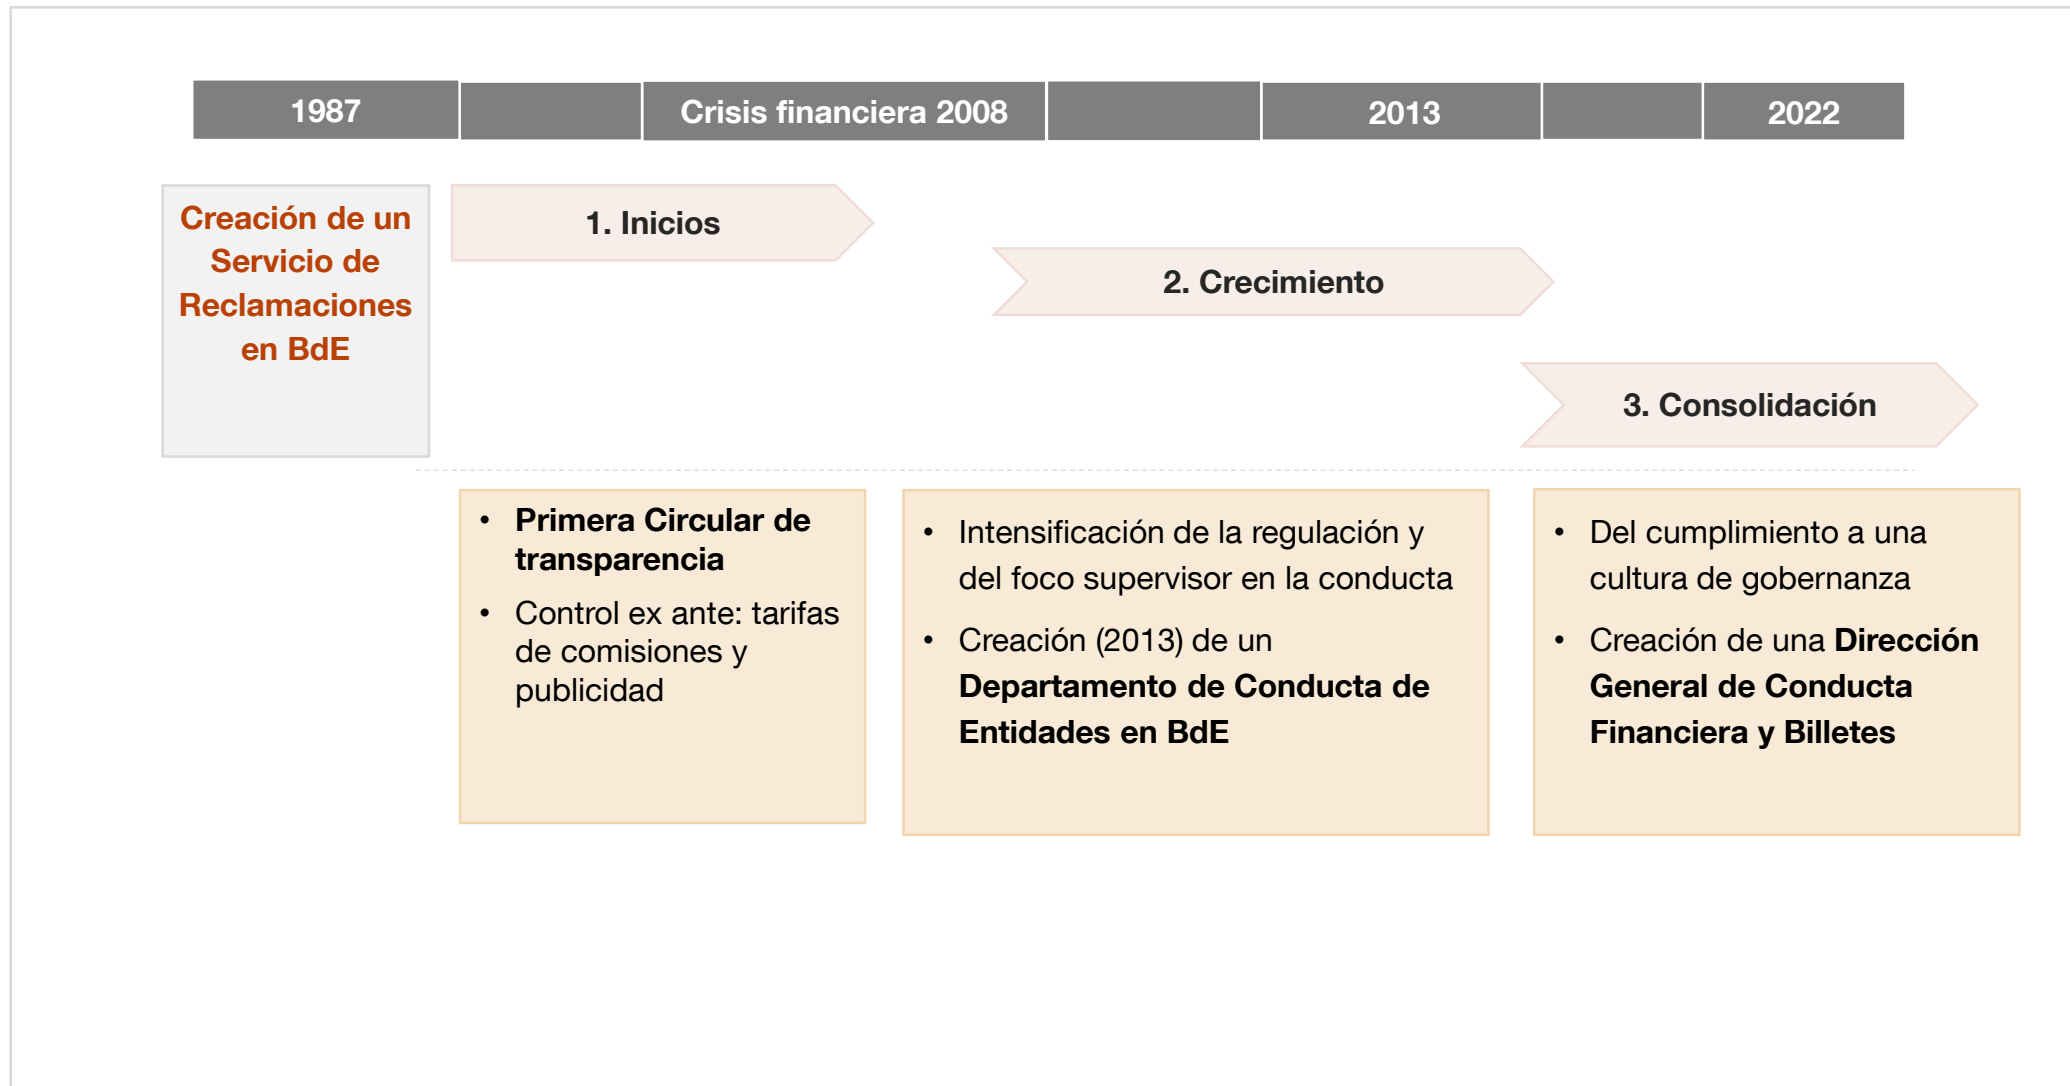 1987
Crisis financiera 2008
2013
2022
Creación de un
Servicio de
Reclamaciones
en BdE
1. Inicios
2. Crecimiento
3. Consolidación
• Primera Circular de
transparencia
• Control ex ante: tarifas
de comisiones y
publicidad
• Intensificación de la regulación y
del foco supervisor en la conducta
• Creación (2013) de un
Departamento de Conducta de
Entidades en BdE
• Del cumplimiento a una
cultura de gobernanza
• Creación de una Dirección
General de Conducta
Financiera y Billetes